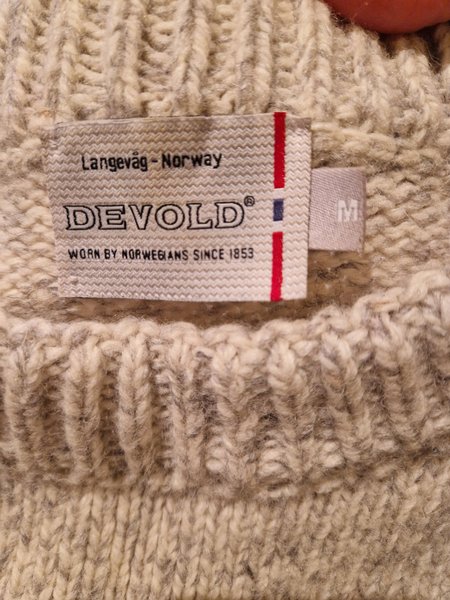 Langevåg - Norway
DEVOLD®
WORN BY NORWEGIANS SINCE 1853
M